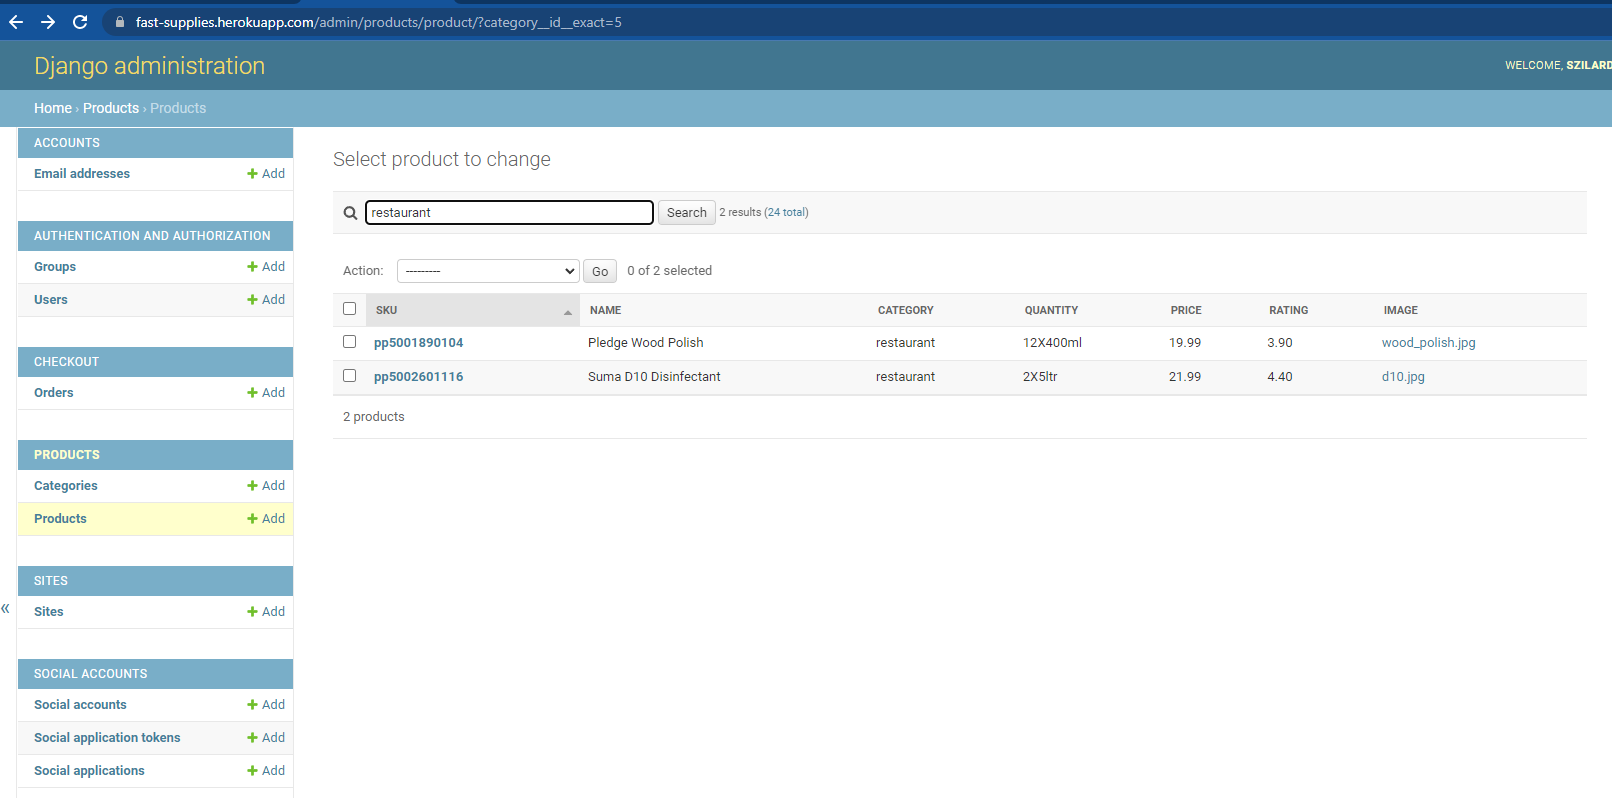 fast-supplies.herokuapp.com/admin/products/product/?category__id__exact=5
Django administration
WELCOME, SZILARD
Home › Products › Products
ACCOUNTS
Email addresses + Add
AUTHENTICATION AND AUTHORIZATION
Groups + Add
Users + Add
CHECKOUT
Orders + Add
PRODUCTS
Categories + Add
Products + Add
SITES
Sites + Add
SOCIAL ACCOUNTS
Social accounts + Add
Social application tokens + Add
Social applications + Add
«
Select product to change
restaurant Search 2 results (24 total)
Action: --------- Go 0 of 2 selected
SKU NAME CATEGORY QUANTITY PRICE RATING IMAGE
pp5001890104 Pledge Wood Polish restaurant 12X400ml 19.99 3.90 wood_polish.jpg
pp5002601116 Suma D10 Disinfectant restaurant 2X5ltr 21.99 4.40 d10.jpg
2 products